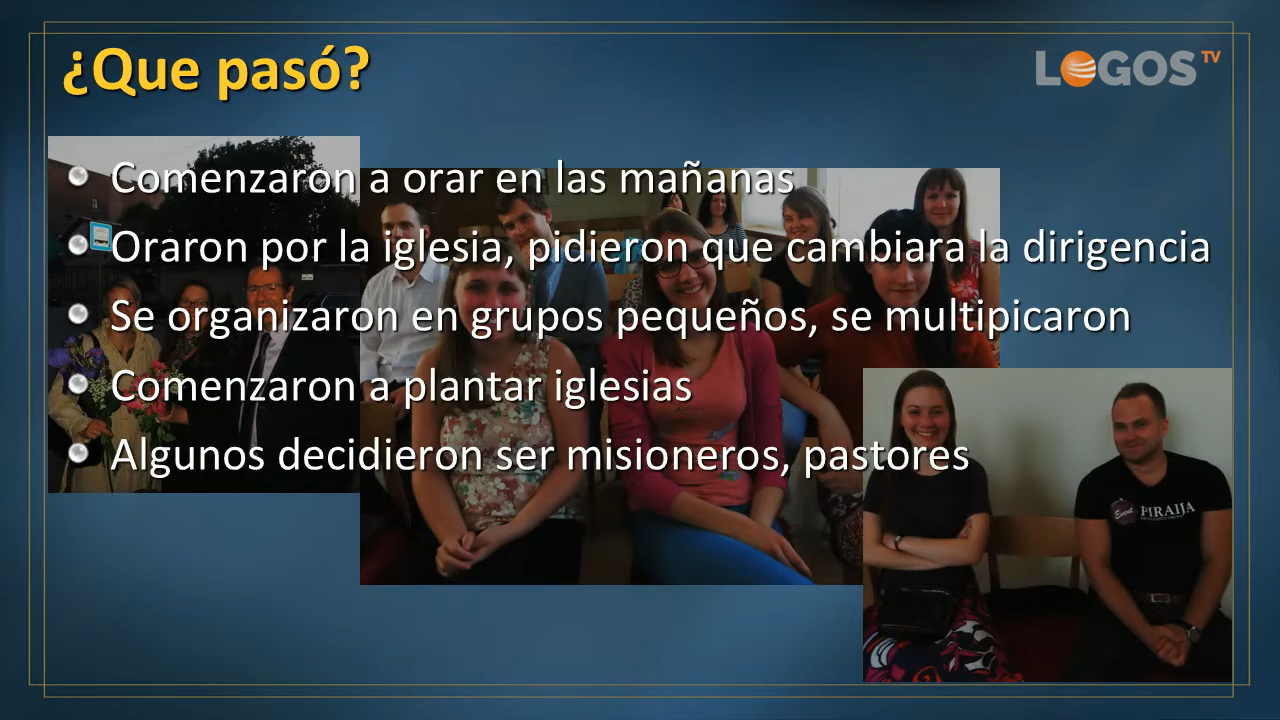 ¿Que pasó?
LOGOS TV
Comenzaron a orar en las mañanas
Oraron por la iglesia, pidieron que cambiara la dirigencia
Se organizaron en grupos pequeños, se multipicaron
Comenzaron a plantar iglesias
Algunos decidieron ser misioneros, pastores
Event PIRAIJA